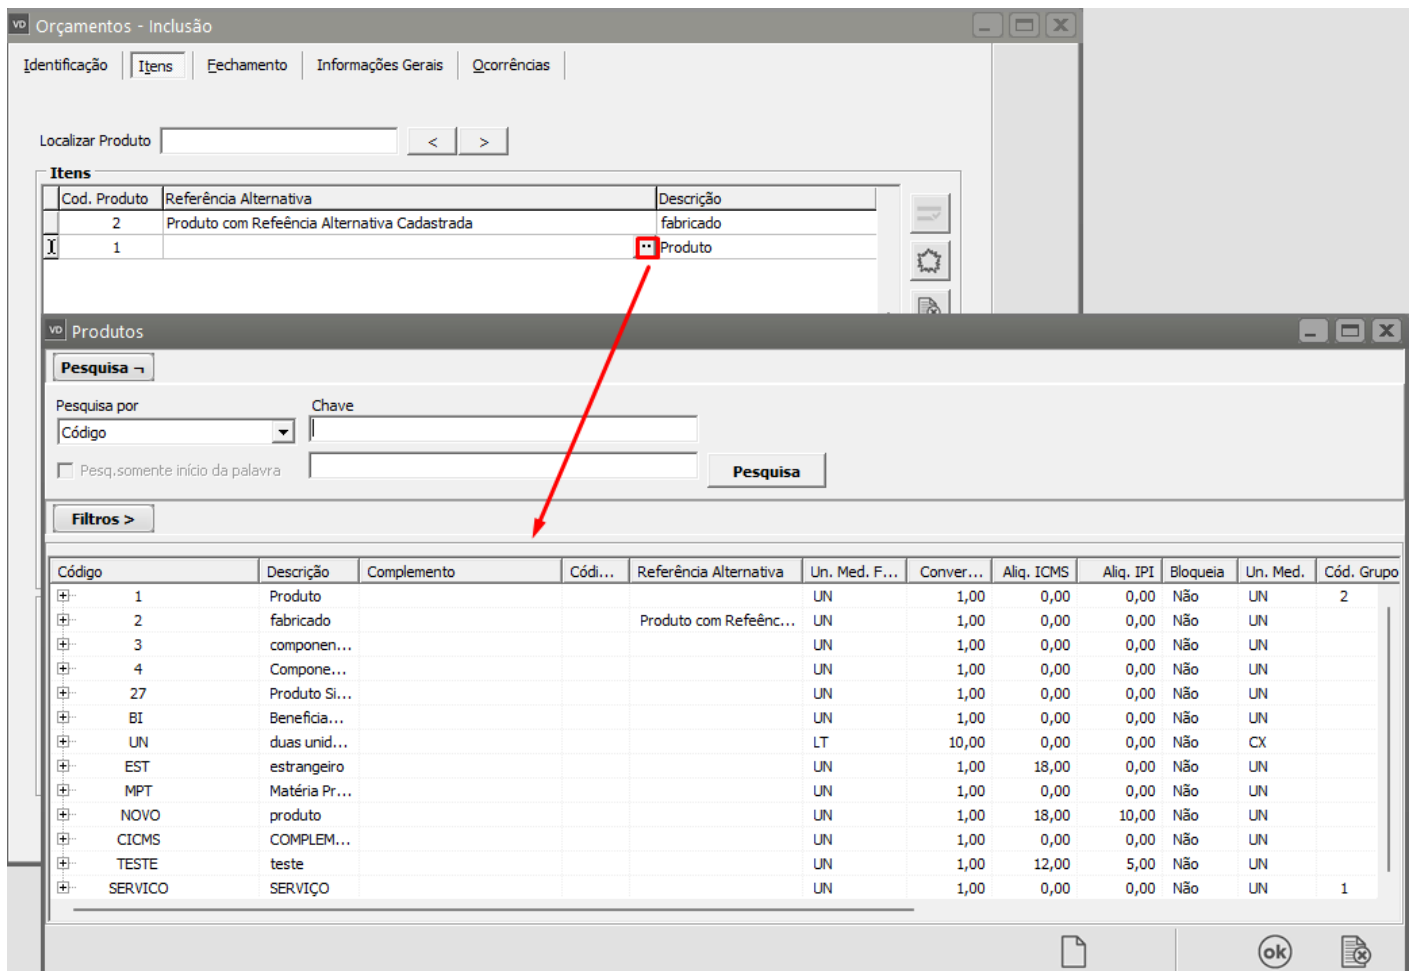 VD Orçamentos - Inclusão
Identificação Itens Fechamento Informações Gerais Ocorrências
Localizar Produto < >
Itens
Cod. Produto Referência Alternativa Descrição
2 Produto com Refeência Alternativa Cadastrada fabricado
1 .. Produto
VD Produtos
Pesquisa ¬
Pesquisa por Chave
Código
Pesq.somente início da palavra Pesquisa
Filtros >
Código Descrição Complemento Códi... Referência Alternativa Un. Med. F... Conver... Aliq. ICMS Aliq. IPI Bloqueia Un. Med. Cód. Grupo
1 Produto UN 1,00 0,00 0,00 Não UN 2
2 fabricado Produto com Refeênc... UN 1,00 0,00 0,00 Não UN
3 componen... UN 1,00 0,00 0,00 Não UN
4 Compone... UN 1,00 0,00 0,00 Não UN
27 Produto Si... UN 1,00 0,00 0,00 Não UN
BI Beneficia... UN 1,00 0,00 0,00 Não UN
UN duas unid... LT 10,00 0,00 0,00 Não CX
EST estrangeiro UN 1,00 18,00 0,00 Não UN
MPT Matéria Pr... UN 1,00 0,00 0,00 Não UN
NOVO produto UN 1,00 18,00 10,00 Não UN
CICMS COMPLEM... UN 1,00 0,00 0,00 Não UN
TESTE teste UN 1,00 12,00 5,00 Não UN
SERVICO SERVIÇO UN 1,00 0,00 0,00 Não UN 1
ok